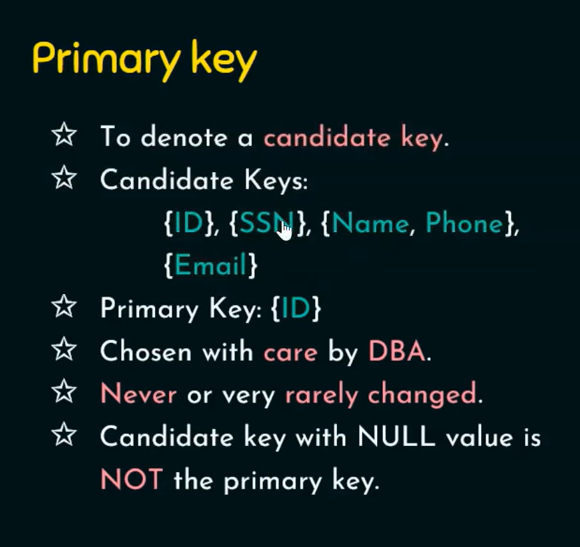 Primary key
☆ To denote a candidate key.
☆ Candidate Keys:
{ID}, {SSN}, {Name, Phone},
{Email}
☆ Primary Key: {ID}
☆ Chosen with care by DBA.
☆ Never or very rarely changed.
☆ Candidate key with NULL value is
NOT the primary key.